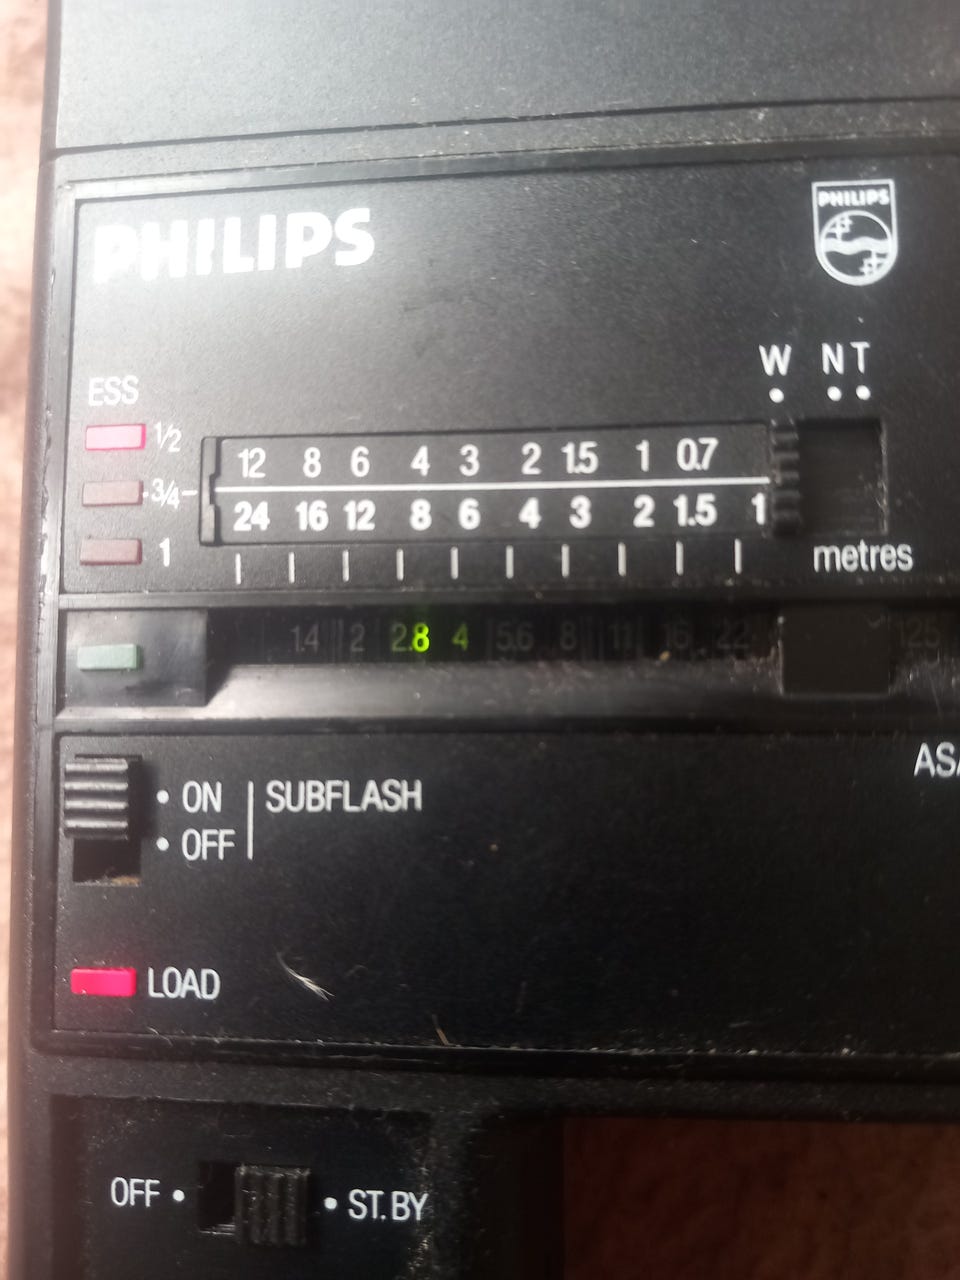 PHILIPS
PHILIPS
W N T
ESS
1/2
3/4
1
12 8 6 4 3 2 1.5 1 0.7
24 16 12 8 6 4 3 2 1.5 1
metres
1.4 2 2.8 4 5.6 8 11 16 22 125
ON
OFF
SUBFLASH
LOAD
OFF
ST.BY